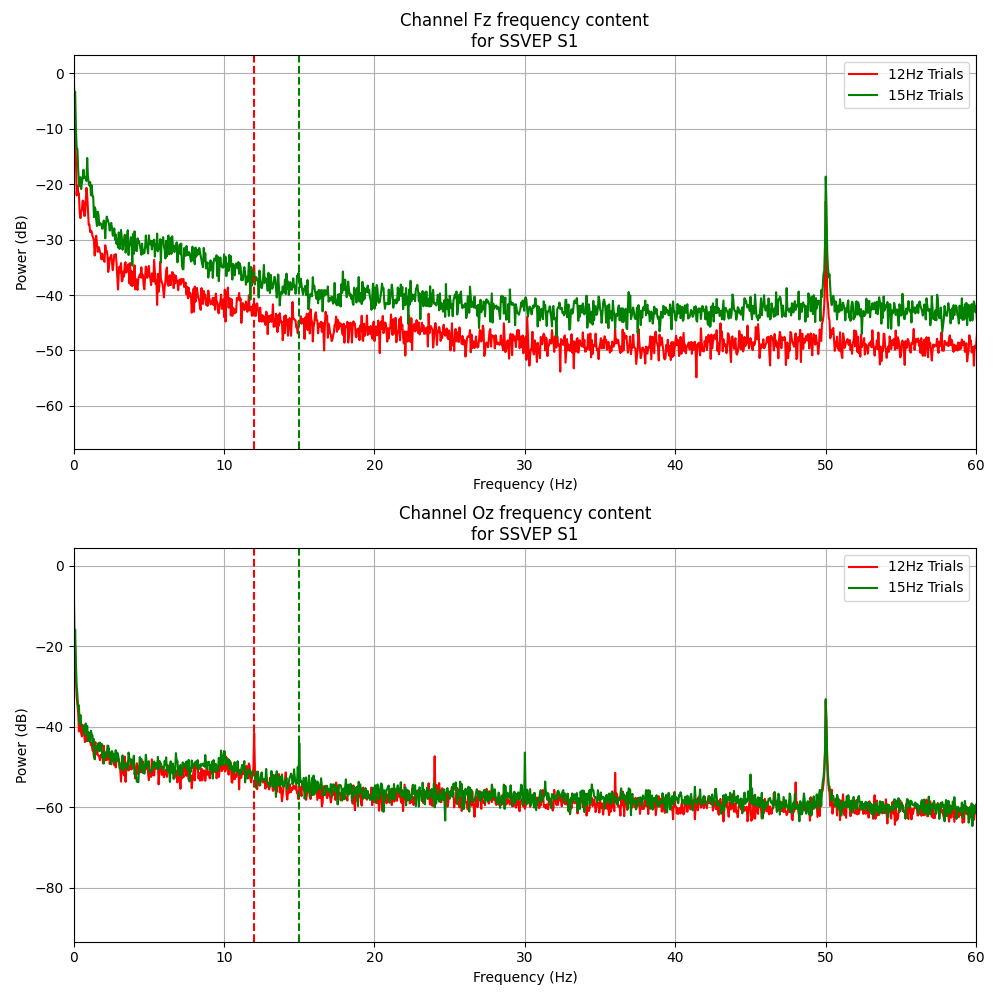 Channel Fz frequency content
for SSVEP S1
12Hz Trials
15Hz Trials
0
−10
−20
−30
−40
−50
−60
Power (dB)
0 10 20 30 40 50 60
Frequency (Hz)
Channel Oz frequency content
for SSVEP S1
12Hz Trials
15Hz Trials
0
−20
−40
−60
−80
Power (dB)
0 10 20 30 40 50 60
Frequency (Hz)